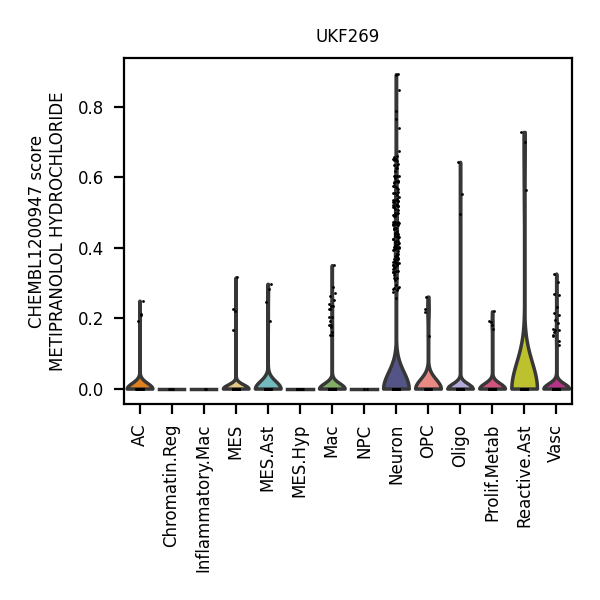 UKF269
CHEMBL1200947 score
METIPRANOLOL HYDROCHLORIDE
0.8
0.6
0.4
0.2
0.0
AC
Chromatin.Reg
Inflammatory.Mac
MES
MES.Ast
MES.Hyp
Mac
NPC
Neuron
OPC
Oligo
Prolif.Metab
Reactive.Ast
Vasc